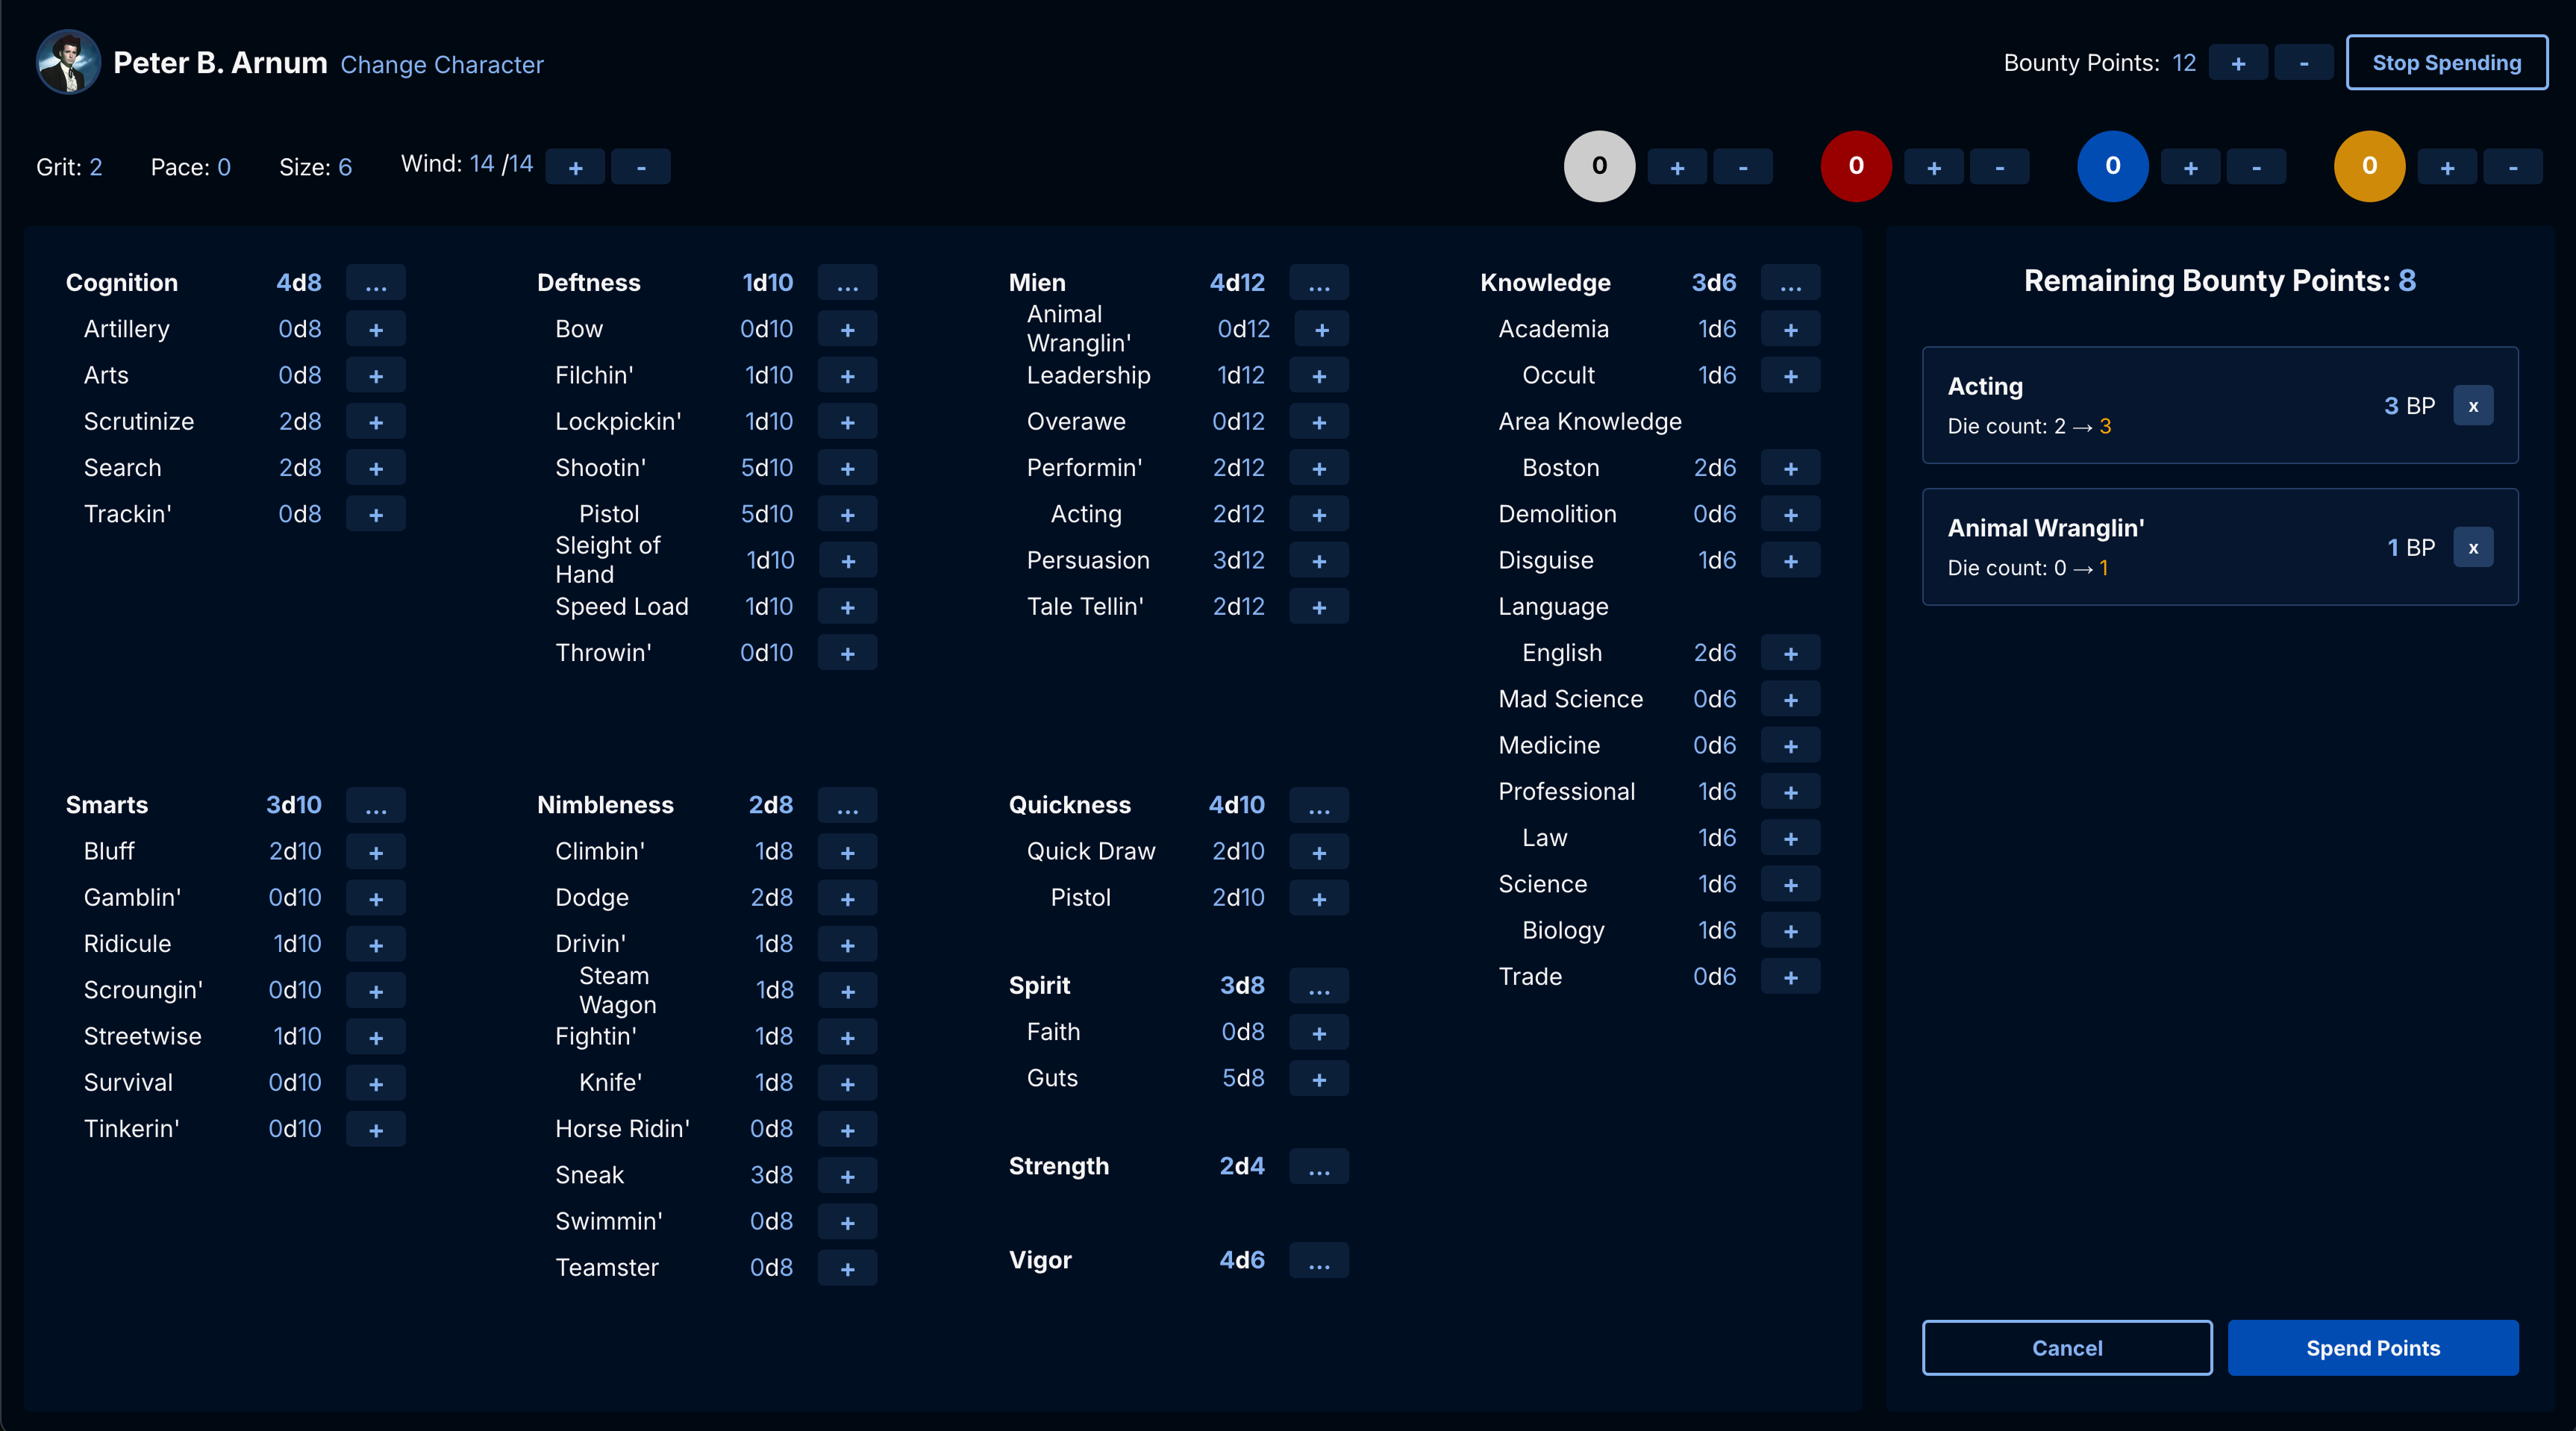 Peter B. Arnum Change Character
Bounty Points: 12 + - Stop Spending
Grit: 2 Pace: 0 Size: 6 Wind: 14 /14 + -
0 + - 0 + - 0 + - 0 + -
Cognition 4d8 ...
Artillery 0d8 +
Arts 0d8 +
Scrutinize 2d8 +
Search 2d8 +
Trackin' 0d8 +
Deftness 1d10 ...
Bow 0d10 +
Filchin' 1d10 +
Lockpickin' 1d10 +
Shootin' 5d10 +
Pistol 5d10 +
Sleight of
Hand 1d10 +
Speed Load 1d10 +
Throwin' 0d10 +
Mien 4d12 ...
Animal
Wranglin' 0d12 +
Leadership 1d12 +
Overawe 0d12 +
Performin' 2d12 +
Acting 2d12 +
Persuasion 3d12 +
Tale Tellin' 2d12 +
Knowledge 3d6 ...
Academia 1d6 +
Occult 1d6 +
Area Knowledge
Boston 2d6 +
Demolition 0d6 +
Disguise 1d6 +
Language
English 2d6 +
Mad Science 0d6 +
Medicine 0d6 +
Professional 1d6 +
Law 1d6 +
Science 1d6 +
Biology 1d6 +
Trade 0d6 +
Smarts 3d10 ...
Bluff 2d10 +
Gamblin' 0d10 +
Ridicule 1d10 +
Scroungin' 0d10 +
Streetwise 1d10 +
Survival 0d10 +
Tinkerin' 0d10 +
Nimbleness 2d8 ...
Climbin' 1d8 +
Dodge 2d8 +
Drivin' 1d8 +
Steam
Wagon 1d8 +
Fightin' 1d8 +
Knife' 1d8 +
Horse Ridin' 0d8 +
Sneak 3d8 +
Swimmin' 0d8 +
Teamster 0d8 +
Quickness 4d10 ...
Quick Draw 2d10 +
Pistol 2d10 +
Spirit 3d8 ...
Faith 0d8 +
Guts 5d8 +
Strength 2d4 ...
Vigor 4d6 ...
Remaining Bounty Points: 8
Acting
Die count: 2 → 3
3 BP x
Animal Wranglin'
Die count: 0 → 1
1 BP x
Cancel Spend Points